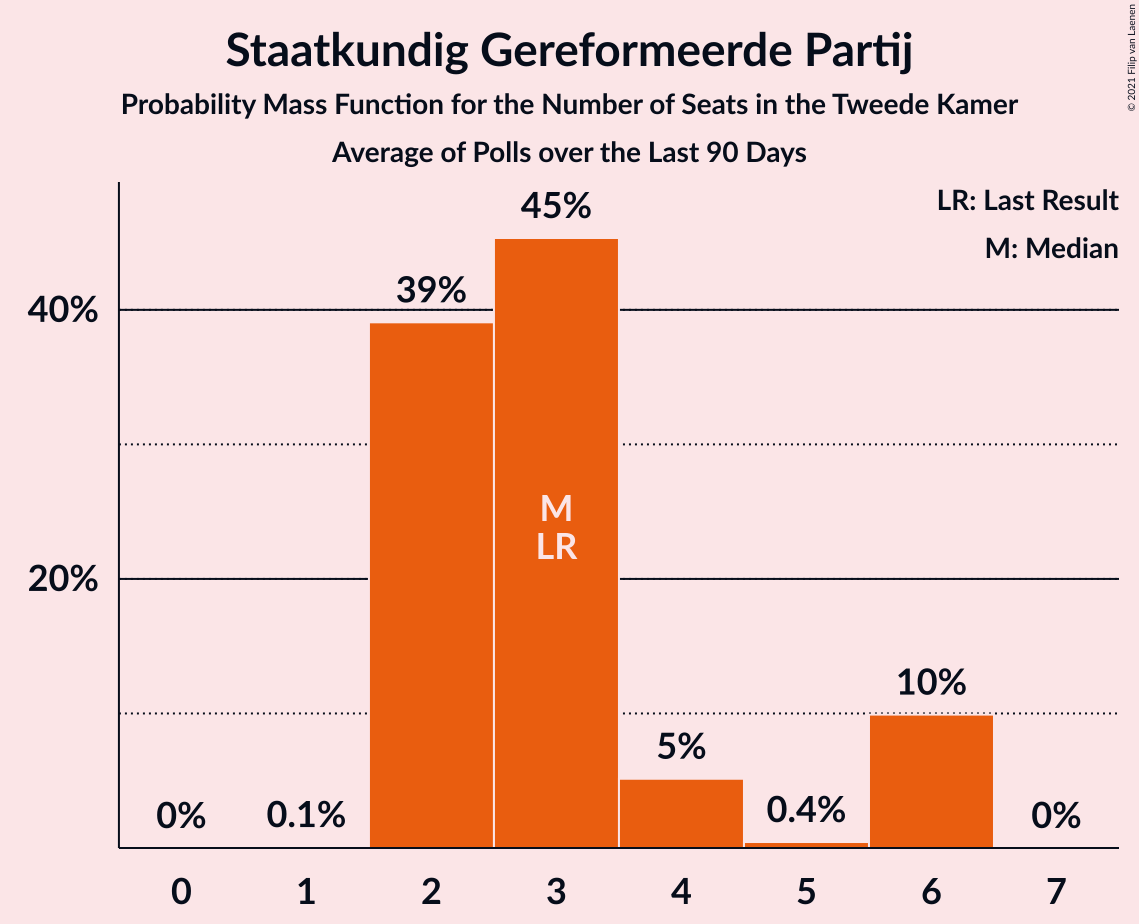 Staatkundig Gereformeerde Partij
Probability Mass Function for the Number of Seats in the Tweede Kamer
Average of Polls over the Last 90 Days
© 2021 Filip van Laenen
LR: Last Result
M: Median
45%
39%
40%
M
LR
20%
10%
5%
0%
0.1%
0.4%
0%
0 1 2 3 4 5 6 7